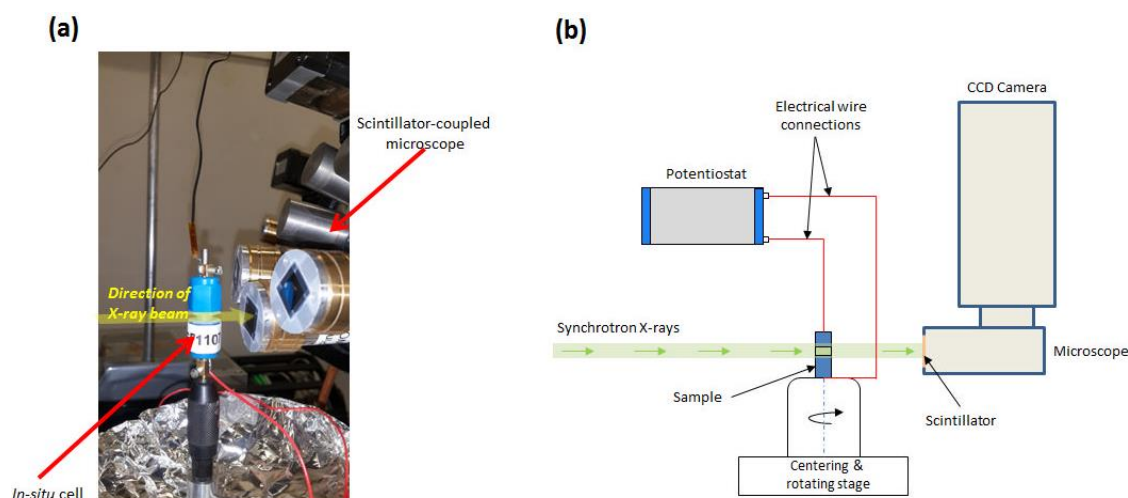 (a)
Scintillator-coupled
microscope
Direction of
X-ray beam
In-situ cell
(b)
CCD Camera
Electrical wire
connections
Potentiostat
Synchrotron X-rays
Microscope
Sample
Scintillator
Centering &
rotating stage